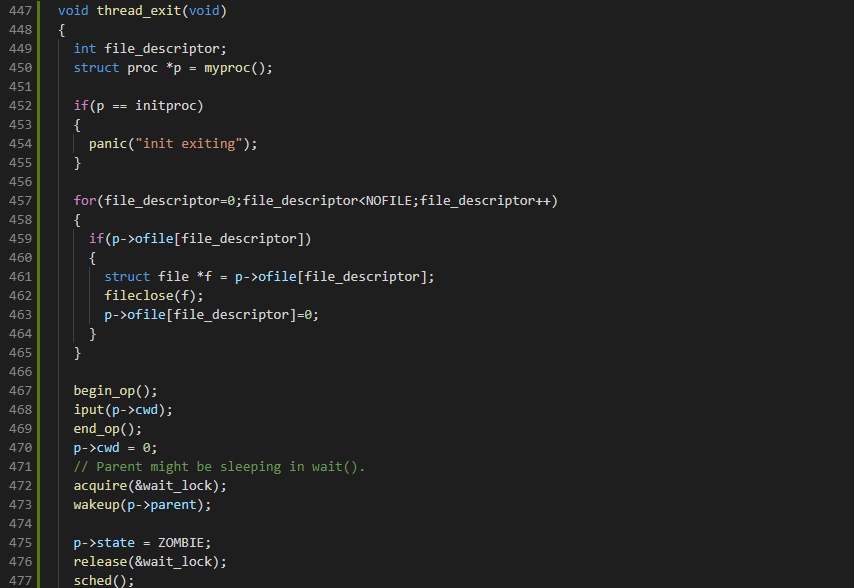 447 void thread_exit(void)
448 {
449 int file_descriptor;
450 struct proc *p = myproc();
451
452 if(p == initproc)
453 {
454 panic("init exiting");
455 }
456
457 for(file_descriptor=0;file_descriptor<NOFILE;file_descriptor++)
458 {
459 if(p->ofile[file_descriptor])
460 {
461 struct file *f = p->ofile[file_descriptor];
462 fileclose(f);
463 p->ofile[file_descriptor]=0;
464 }
465 }
466
467 begin_op();
468 iput(p->cwd);
469 end_op();
470 p->cwd = 0;
471 // Parent might be sleeping in wait().
472 acquire(&wait_lock);
473 wakeup(p->parent);
474
475 p->state = ZOMBIE;
476 release(&wait_lock);
477 sched();